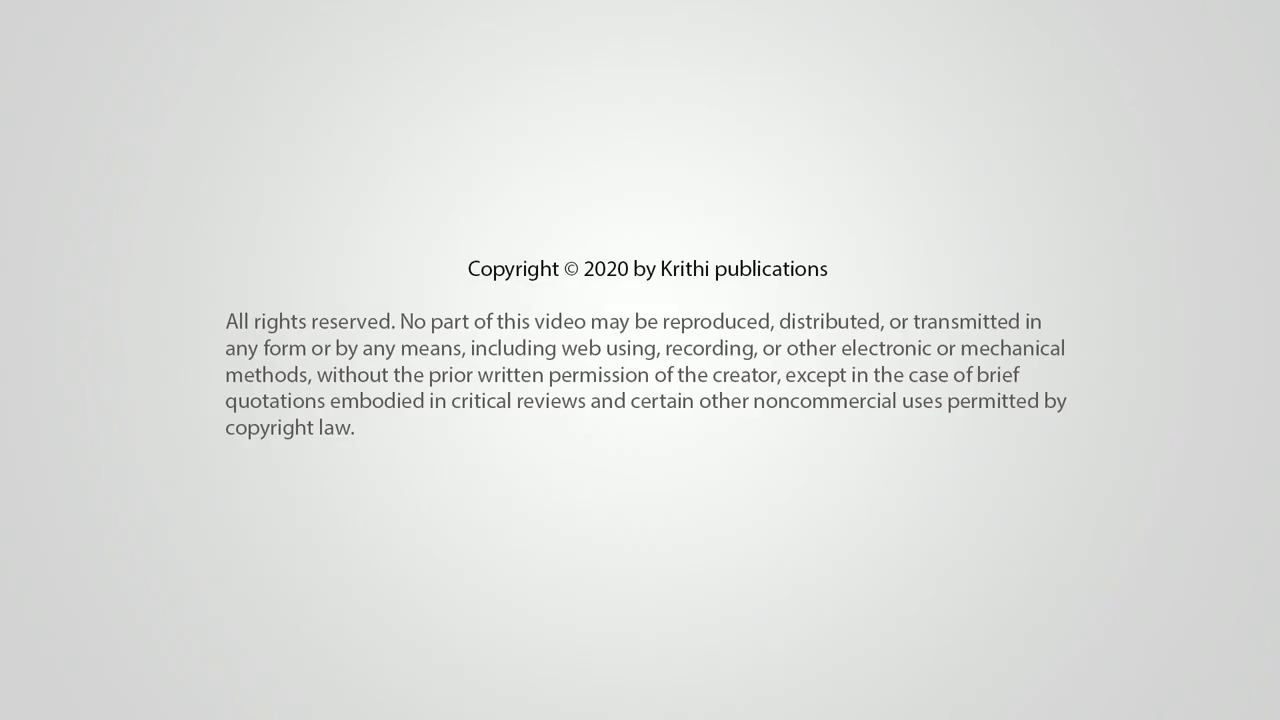 Copyright © 2020 by Krithi publications
All rights reserved. No part of this video may be reproduced, distributed, or transmitted in
any form or by any means, including web using, recording, or other electronic or mechanical
methods, without the prior written permission of the creator, except in the case of brief
quotations embodied in critical reviews and certain other noncommercial uses permitted by
copyright law.